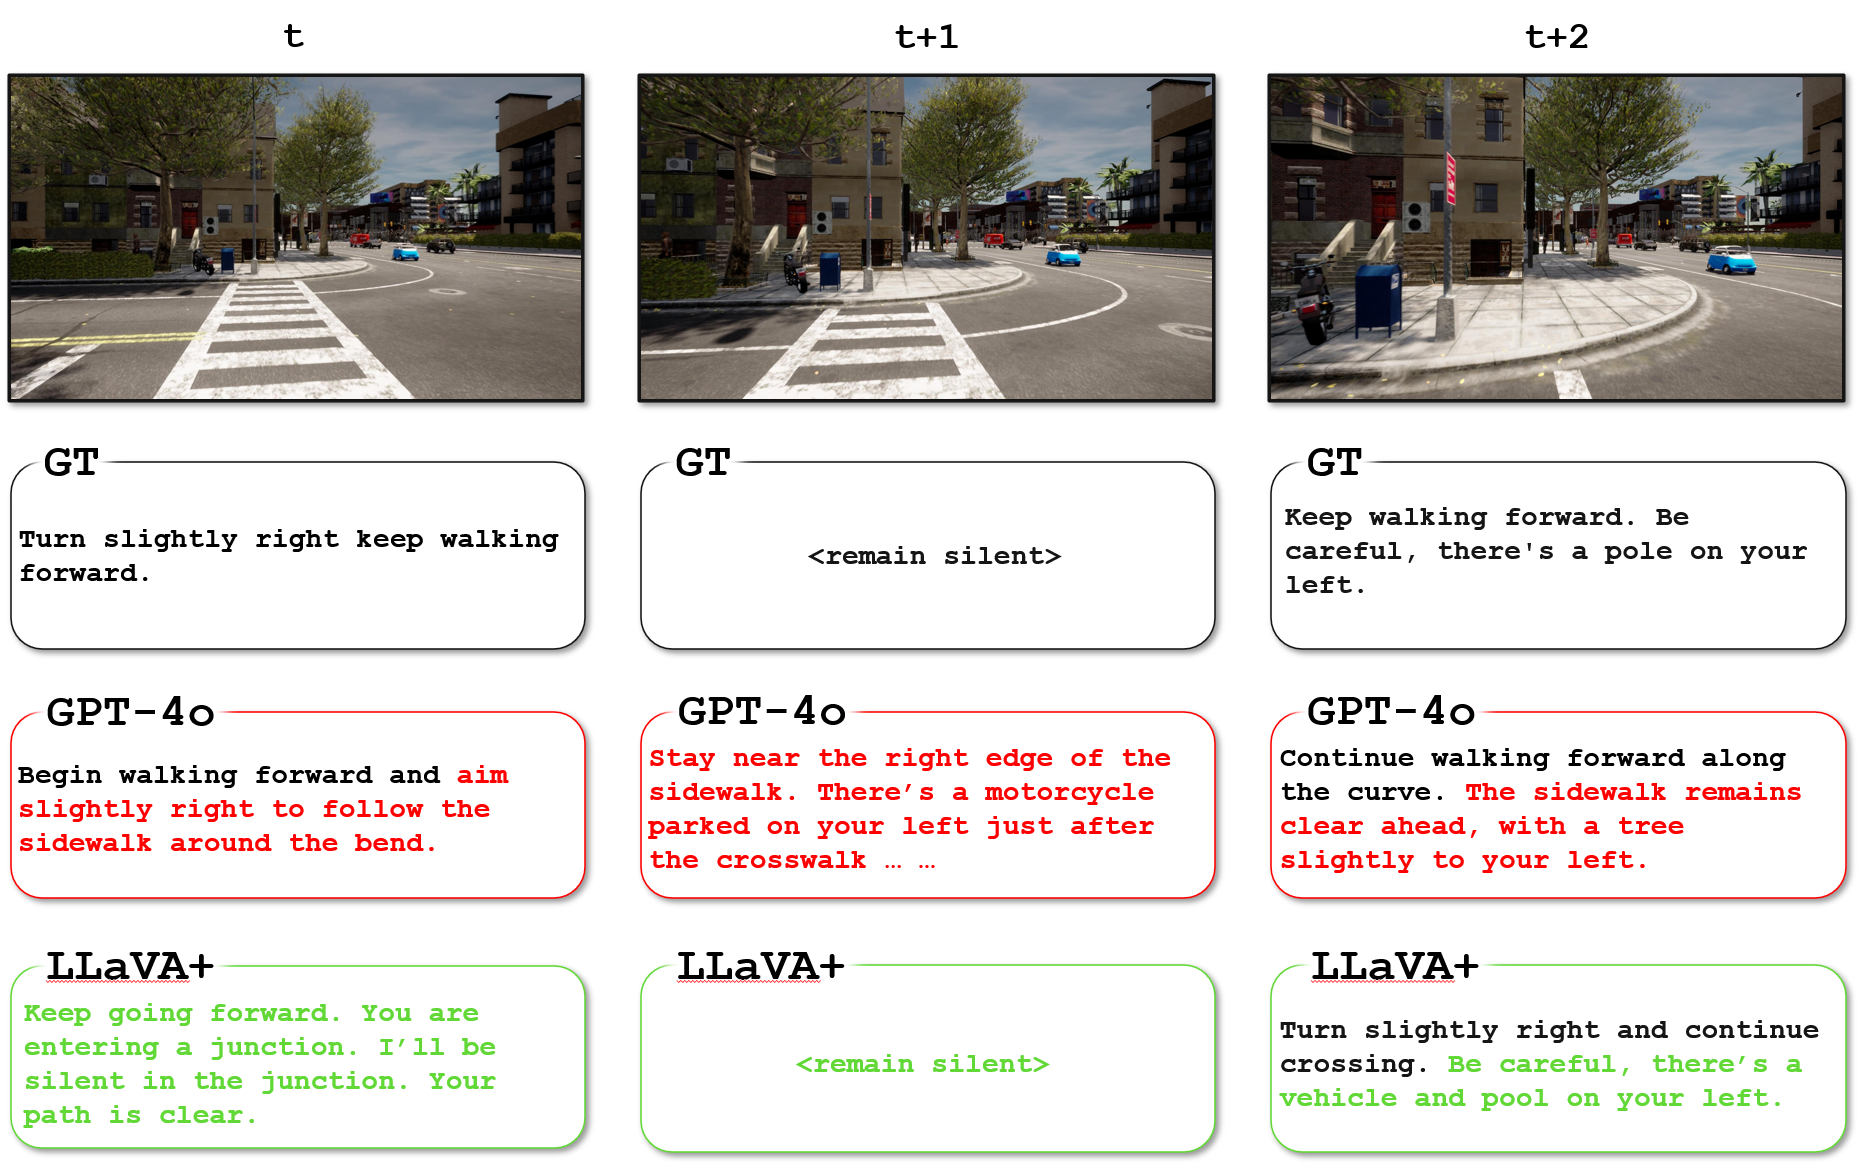 t
t+1
t+2
GT
Turn slightly right keep walking
forward.
GT
<remain silent>
GT
Keep walking forward. Be
careful, there's a pole on your
left.
GPT-4o
Begin walking forward and aim
slightly right to follow the
sidewalk around the bend.
GPT-4o
Stay near the right edge of the
sidewalk. There’s a motorcycle
parked on your left just after
the crosswalk … …
GPT-4o
Continue walking forward along
the curve. The sidewalk remains
clear ahead, with a tree
slightly to your left.
LLaVA+
Keep going forward. You are
entering a junction. I’ll be
silent in the junction. Your
path is clear.
LLaVA+
<remain silent>
LLaVA+
Turn slightly right and continue
crossing. Be careful, there’s a
vehicle and pool on your left.